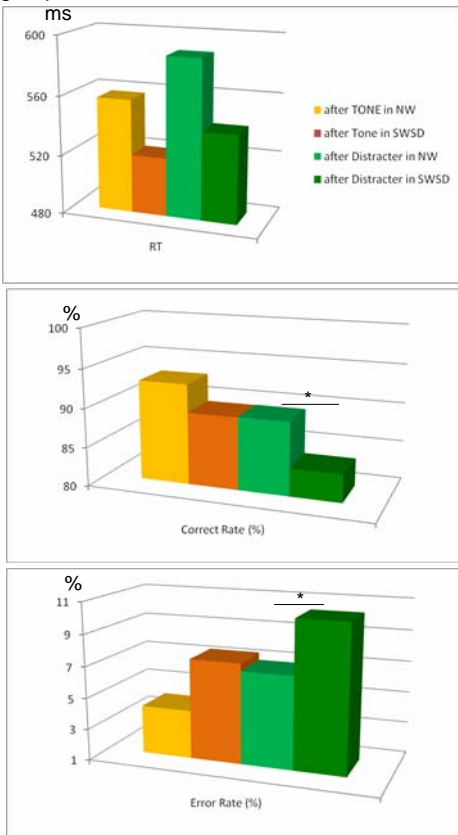 ms
600
560
520
480
RT
after TONE in NW
after Tone in SWSD
after Distracter in NW
after Distracter in SWSD
%
100
95
90
85
80
*
Correct Rate (%)
%
11
9
7
5
3
1
*
Error Rate (%)